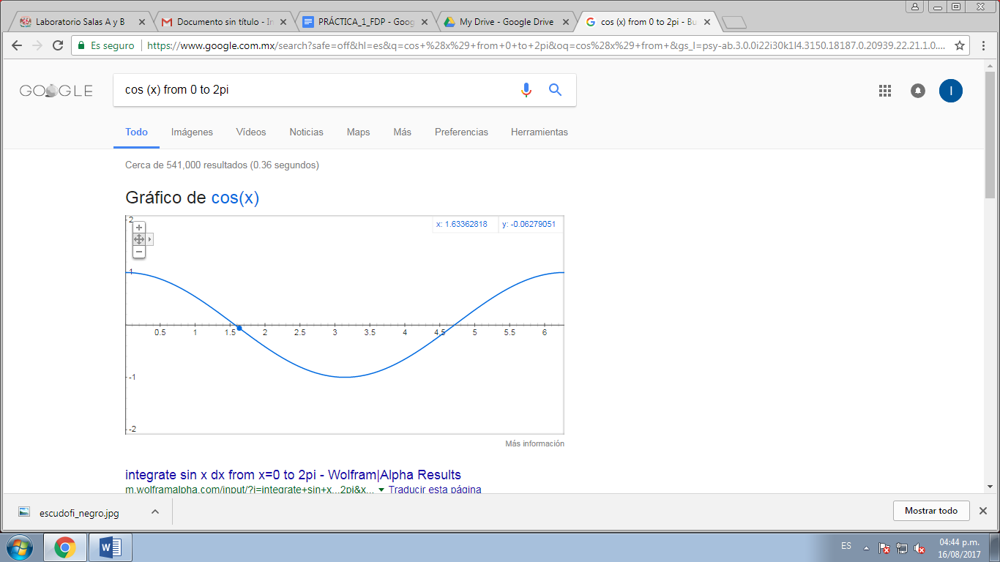 Laboratorio Salas A y B
Documento sin título - In
PRÁCTICA_1_FDP - Goog
My Drive - Google Drive
cos (x) from 0 to 2pi - Bu
Es seguro
https://www.google.com.mx/search?safe=off&hl=es&q=cos+%28x%29+from+0+to+2pi&oq=cos%28x%29+from+&gs_l=psy-ab.3.0.0i22i30k1l4.3150.18187.0.20939.22.21.1.0....
GOOGLE
cos (x) from 0 to 2pi
I
Todo
Imágenes
Vídeos
Noticias
Maps
Más
Preferencias
Herramientas
Cerca de 541,000 resultados (0.36 segundos)
Gráfico de cos(x)
x: 1.63362818
y: -0.06279051
2
1
0.5 1 1.5 2 2.5 3 3.5 4 4.5 5 5.5 6
-1
-2
Más información
integrate sin x dx from x=0 to 2pi - Wolfram|Alpha Results
m.wolframalpha.com/input/?i=integrate+sin+x...2pi&x... Traducir esta página
escudofi_negro.jpg
Mostrar todo
ES
04:44 p.m.
16/08/2017